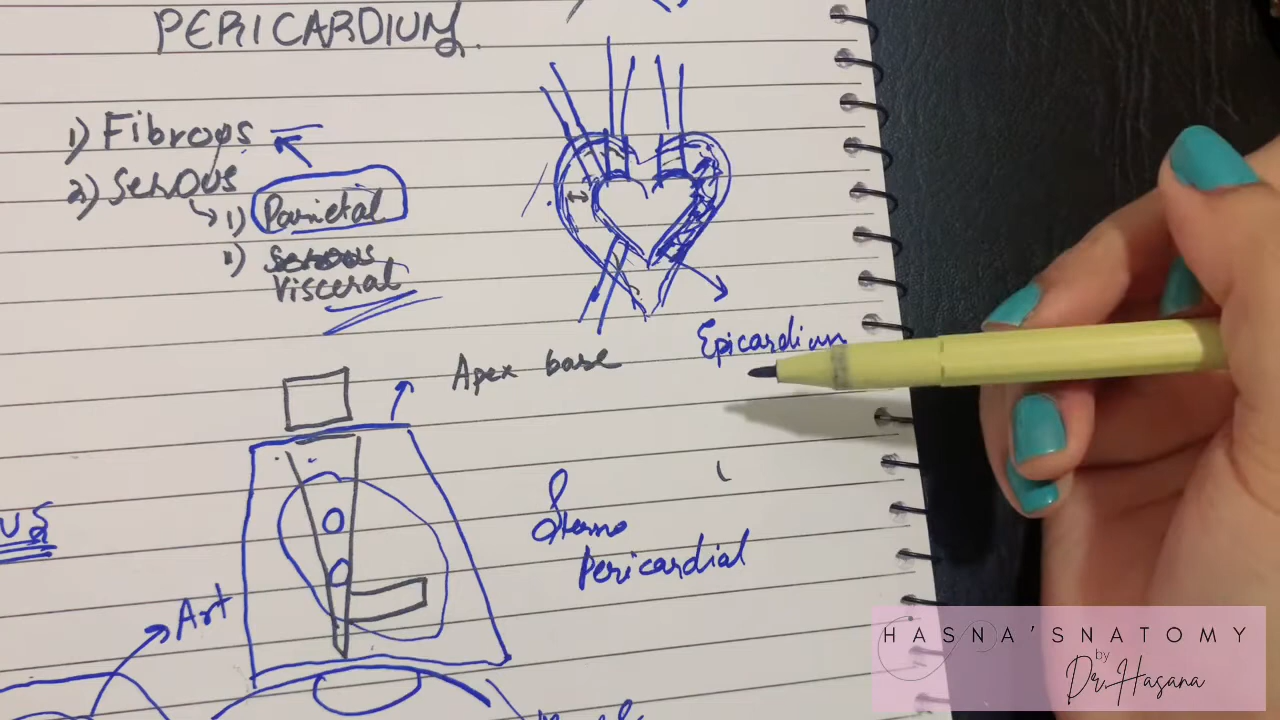 PERICARDIUM
1) Fibrous
2) Serous
1) Parietal
visceral
Epicardium
Apex base
Sterno
Pericardial
Art
HASNA'SNATOMY
by
Dr.Hasana